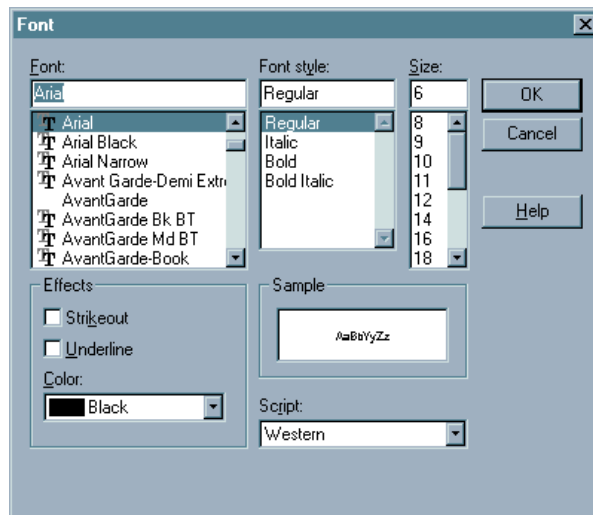 Font
Font:
Arial
Arial
Arial Black
Arial Narrow
Avant Garde-Demi Extr
AvantGarde
AvantGarde Bk BT
AvantGarde Md BT
AvantGarde-Book
Font style:
Regular
Regular
Italic
Bold
Bold Italic
Size:
6
8
9
10
11
12
14
16
18
OK
Cancel
Help
Effects
Strikeout
Underline
Color:
Black
Sample
AaBbYyZz
Script:
Western